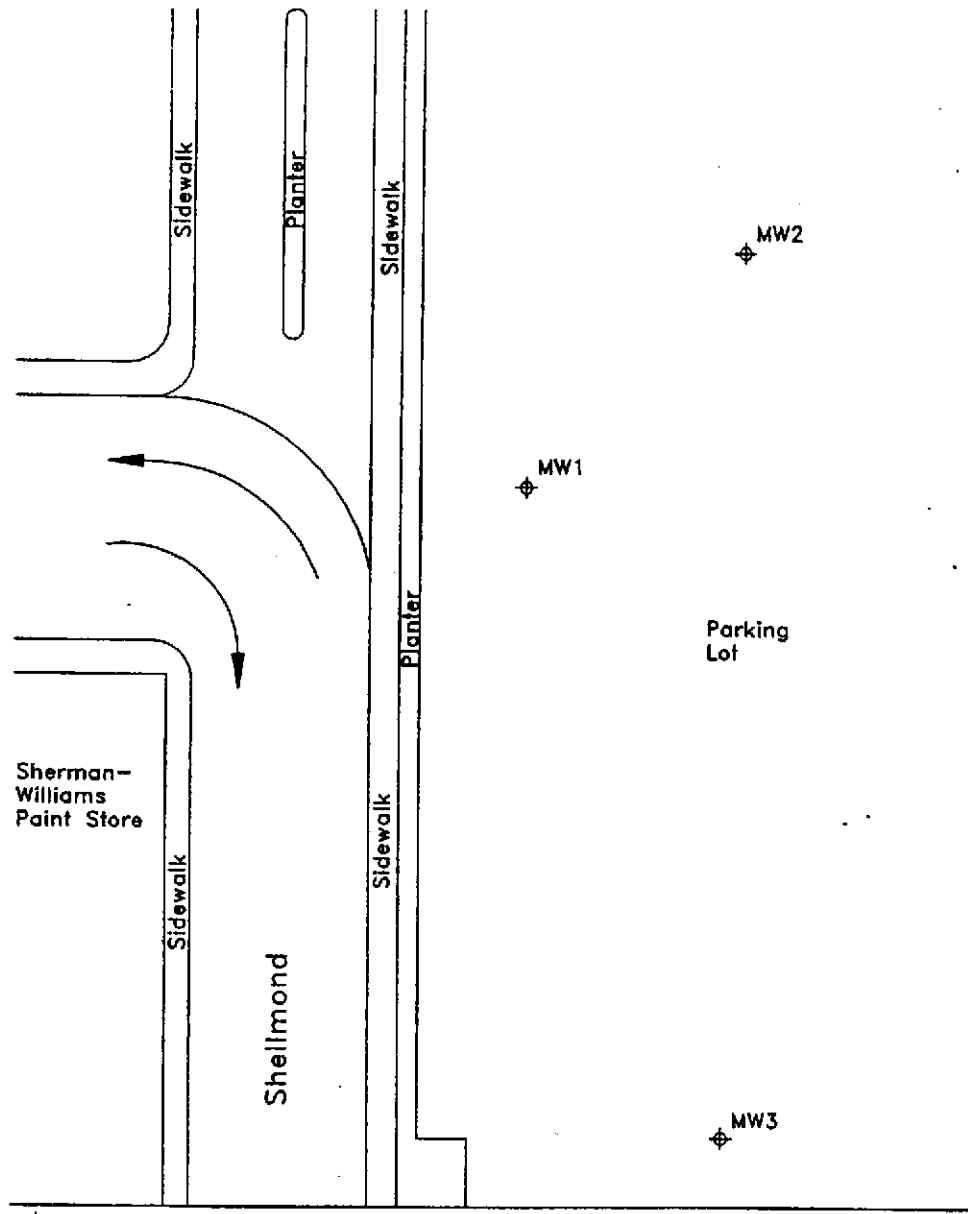 Sidewalk
Planter
Sidewalk
MW2
MW1
Planter
Parking
Lot
Sherman-
Williams
Paint Store
Sidewalk
Sidewalk
Shellmond
MW3